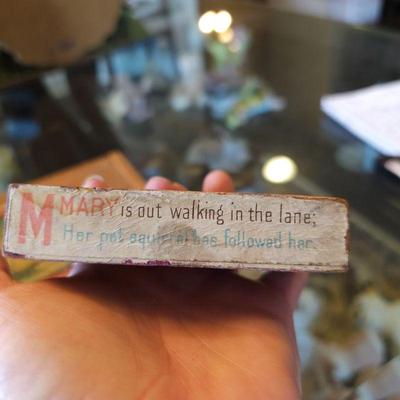 M MARY is out walking in the lane;
Her pet squirrel has followed her.